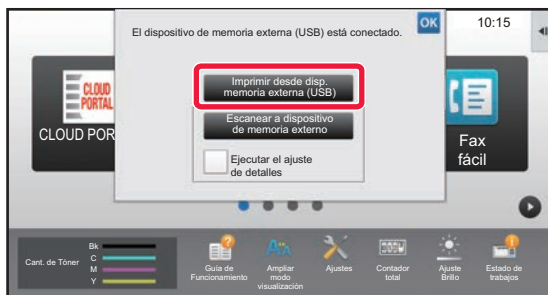 El dispositivo de memoria externa (USB) está conectado.
OK
10:15
Imprimir desde disp.
memoria externa (USB)
Escanear a dispositivo
de memoria externo
Ejecutar el ajuste
de detalles
CLOUD
PORTAL
CLOUD POR
Fax
fácil
Cant. de Tóner
Bk
C
M
Y
Guía de
Funcionamiento
Ampliar
modo
visualización
Ajustes
Contador
total
Ajuste
Brillo
Estado de
trabajos